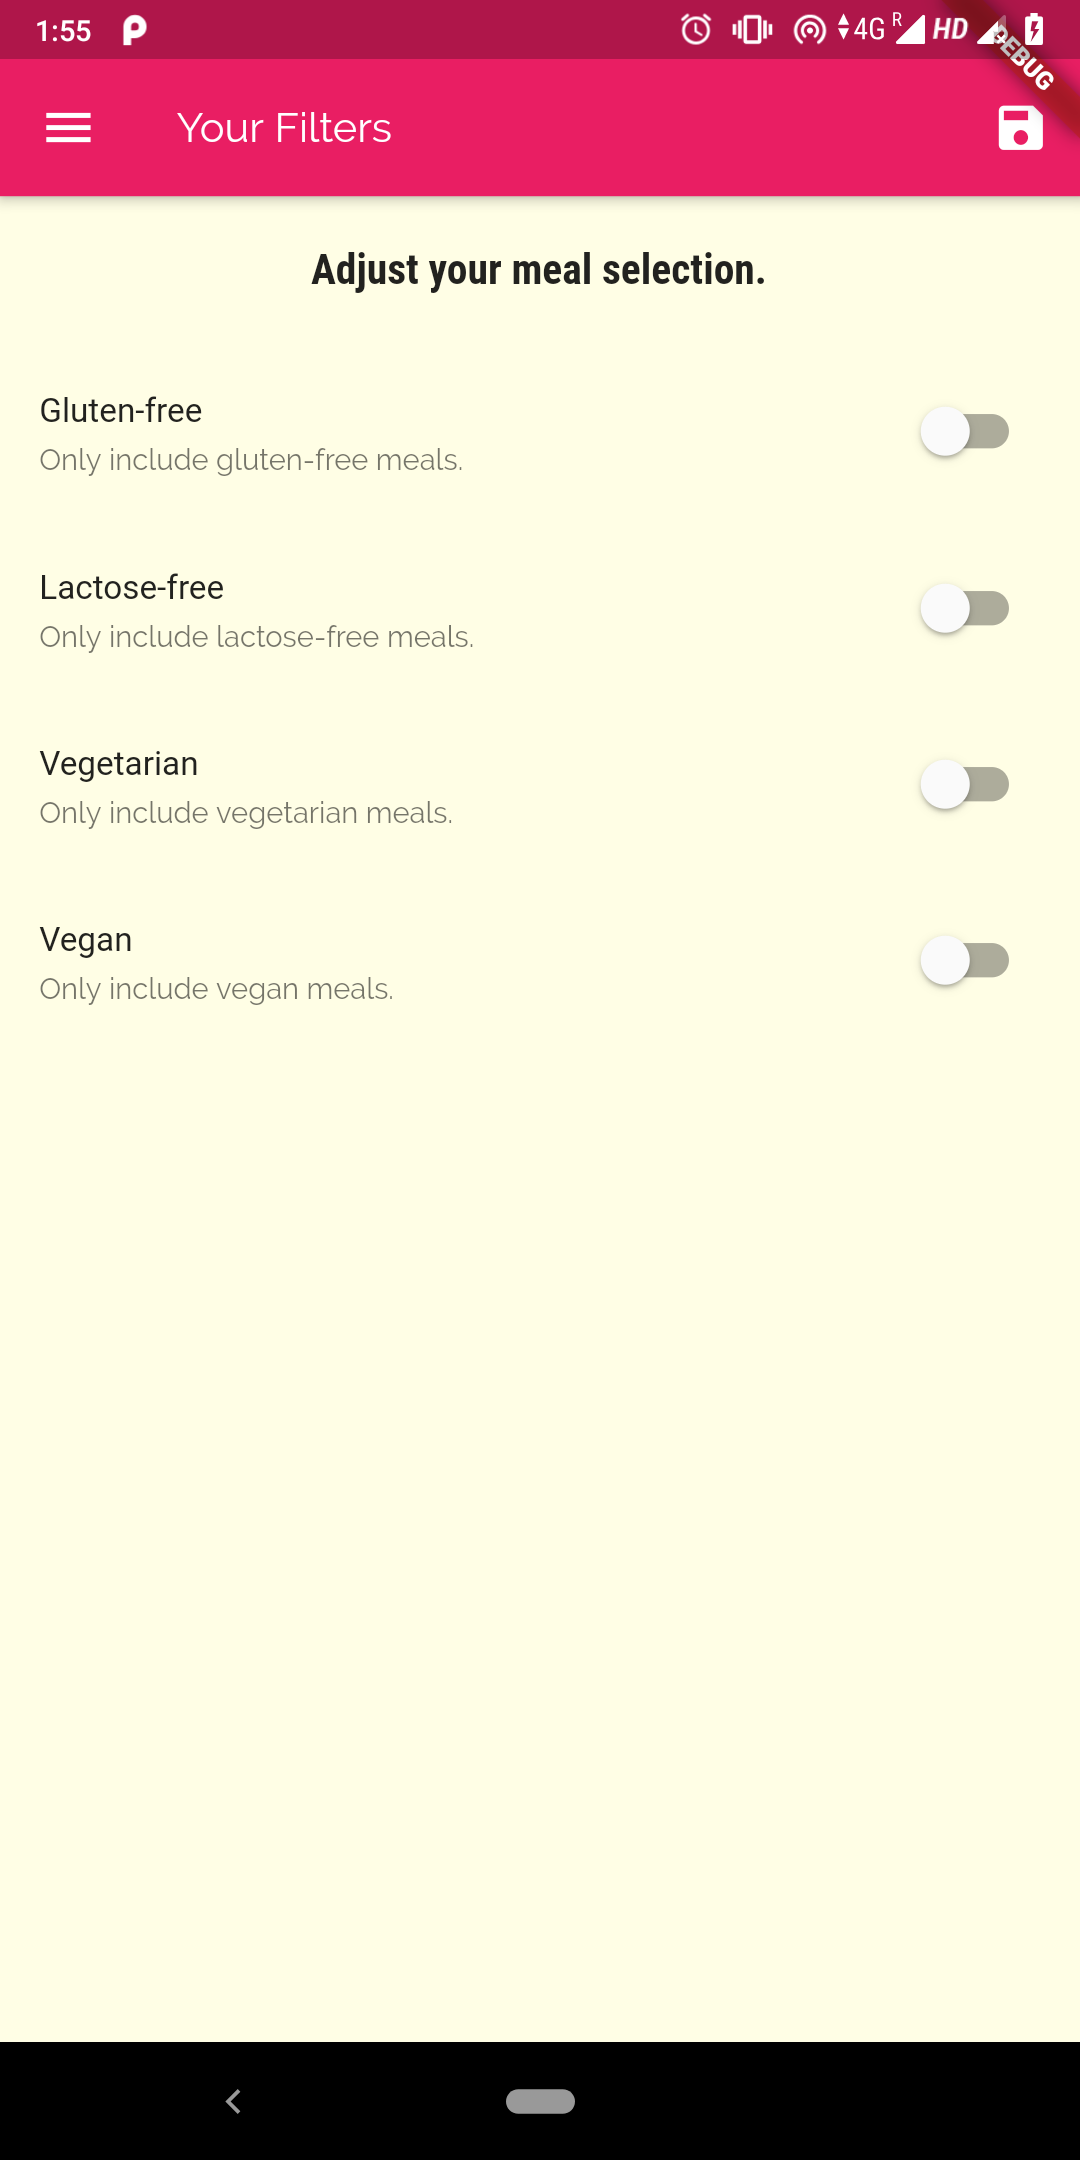 1:55
4G R HD
DEBUG
Your Filters
Adjust your meal selection.
Gluten-free
Only include gluten-free meals.
Lactose-free
Only include lactose-free meals.
Vegetarian
Only include vegetarian meals.
Vegan
Only include vegan meals.